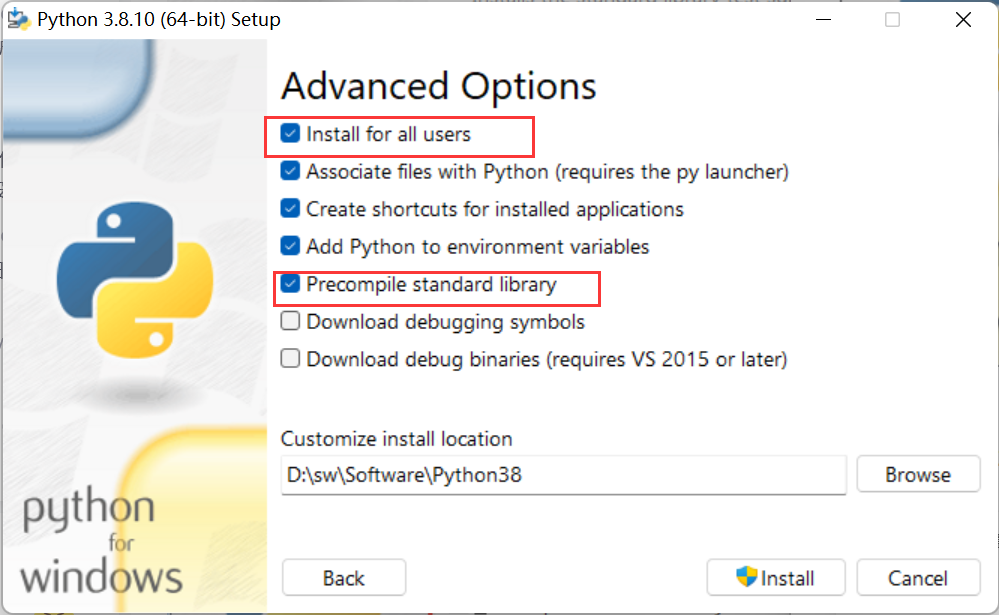 Python 3.8.10 (64-bit) Setup
Advanced Options
Install for all users
Associate files with Python (requires the py launcher)
Create shortcuts for installed applications
Add Python to environment variables
Precompile standard library
Download debugging symbols
Download debug binaries (requires VS 2015 or later)
Customize install location
D:\sw\Software\Python38
Browse
python
for
windows
Back
Install
Cancel